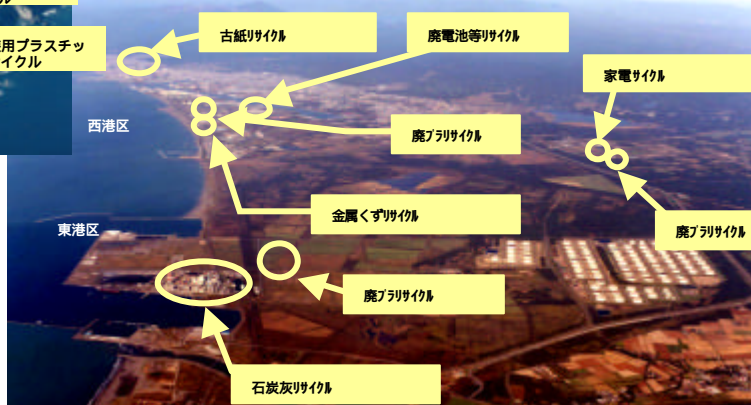 ル
用プラスチッ
イクル
古紙ﾘｻｲｸﾙ
廃電池等ﾘｻｲｸﾙ
家電ｻｲｸﾙ
西港区
廃ﾌﾟﾗﾘｻｲｸﾙ
金属くずﾘｻｲｸﾙ
東港区
廃ﾌﾟﾗﾘｻｲｸﾙ
廃ﾌﾟﾗﾘｻｲｸﾙ
石炭灰ﾘｻｲｸﾙ